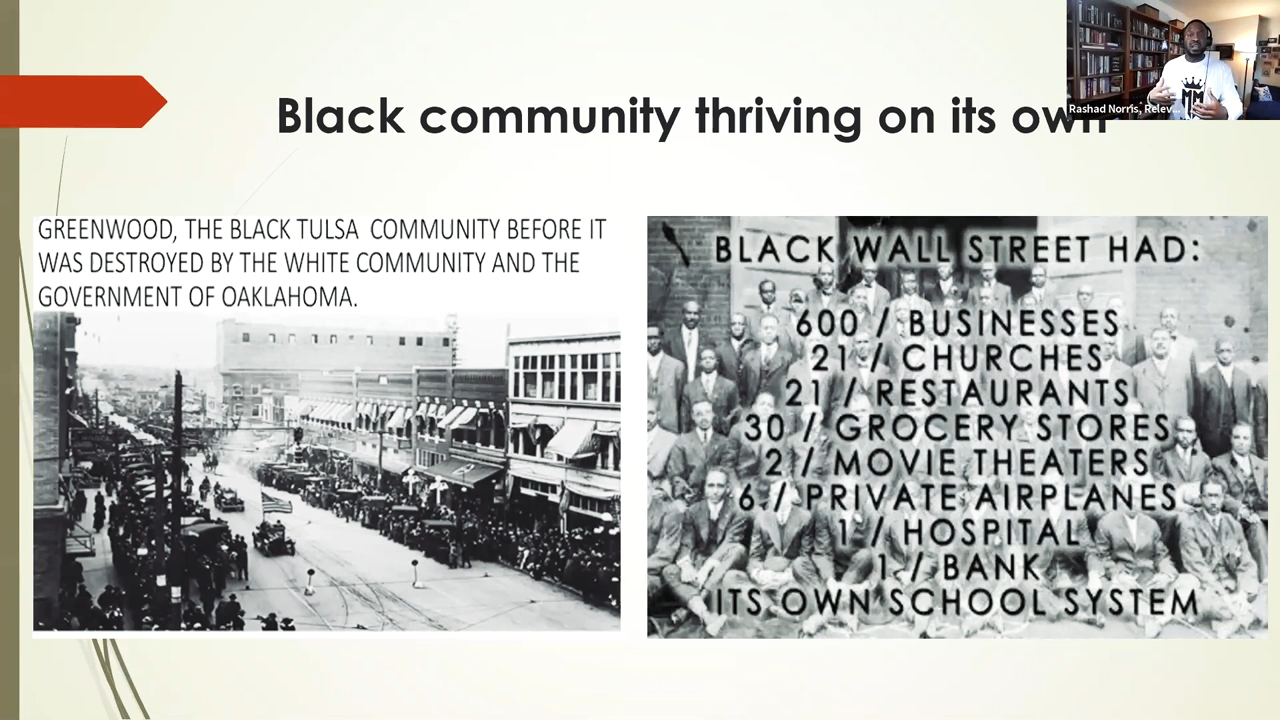 Black community thriving on its own
Rashad Norris, Relev...
GREENWOOD, THE BLACK TULSA COMMUNITY BEFORE IT
WAS DESTROYED BY THE WHITE COMMUNITY AND THE
GOVERNMENT OF OAKLAHOMA.
BLACK WALL STREET HAD:
600 / BUSINESSES
21 / CHURCHES
21 / RESTAURANTS
30 / GROCERY STORES
2 / MOVIE THEATERS
6 / PRIVATE AIRPLANES
1 / HOSPITAL
1 / BANK
ITS OWN SCHOOL SYSTEM